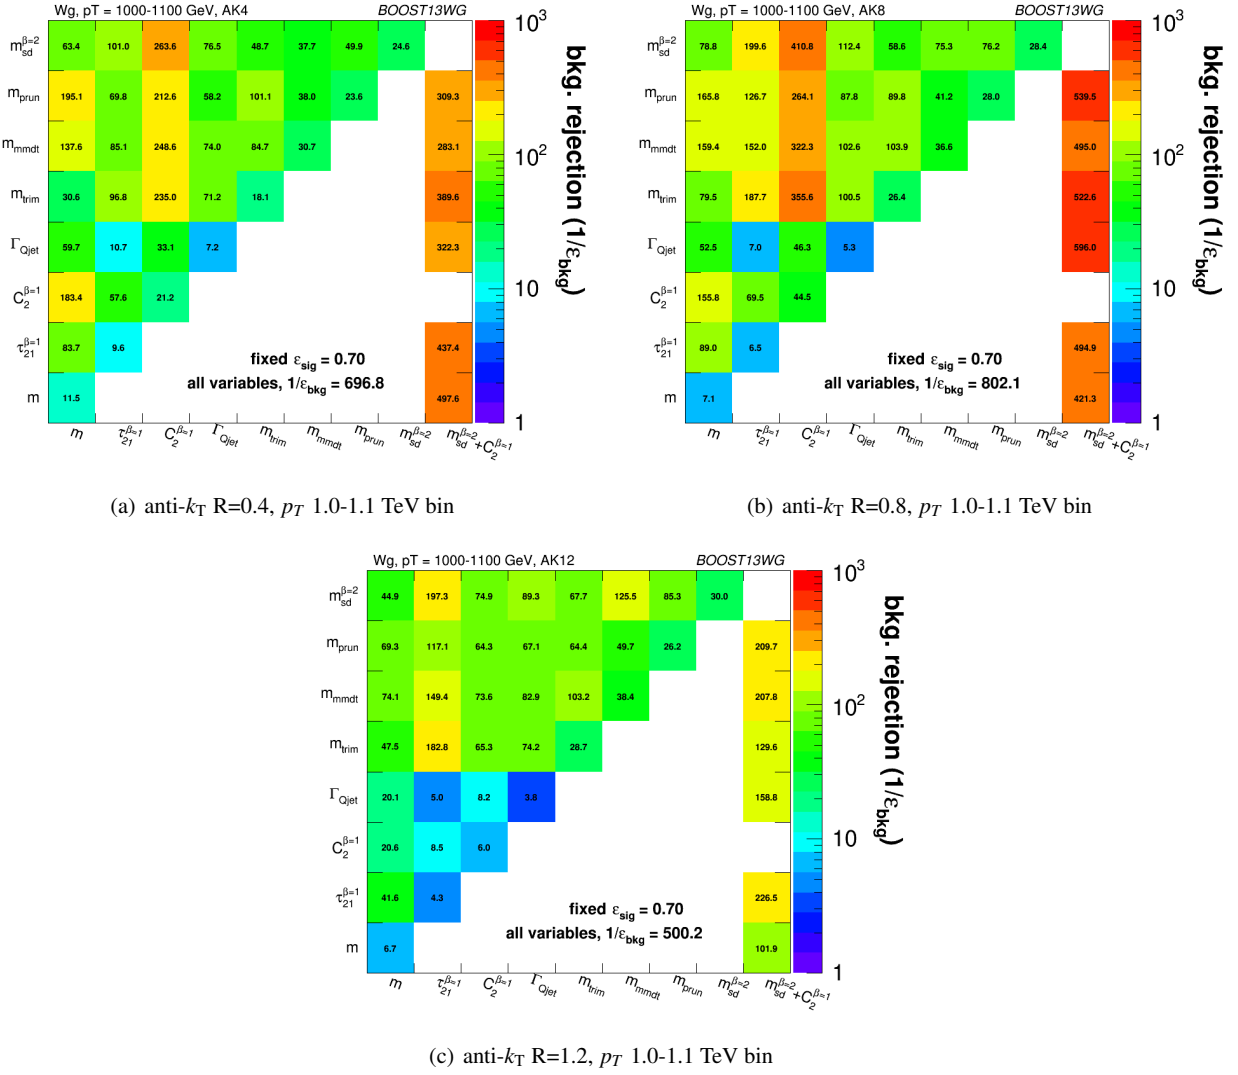 Wg, pT = 1000-1100 GeV, AK4 BOOST13WG
m_sd^β=2 63.4 101.0 263.6 76.5 48.7 37.7 49.9 24.6
m_prun 195.1 69.8 212.6 58.2 101.1 38.0 23.6 309.3
m_mmdt 137.6 85.1 248.6 74.0 84.7 30.7 283.1
m_trim 30.6 96.8 235.0 71.2 18.1 389.6
Γ_Qjet 59.7 10.7 33.1 7.2 322.3
C_2^β=1 183.4 57.6 21.2
τ_21^β=1 83.7 9.6 437.4
m 11.5 497.6
fixed ε_sig = 0.70
all variables, 1/ε_bkg = 696.8
m τ_21^β=1 C_2^β=1 Γ_Qjet m_trim m_mmdt m_prun m_sd^β=2 m_sd^β=2+C_2^β=1
10^3
10^2
10
1
bkg. rejection (1/ε_bkg)
(a) anti-k_T R=0.4, p_T 1.0-1.1 TeV bin
Wg, pT = 1000-1100 GeV, AK8 BOOST13WG
m_sd^β=2 78.8 199.6 410.8 112.4 58.6 75.3 76.2 28.4
m_prun 165.8 126.7 264.1 87.8 89.8 41.2 28.0 539.5
m_mmdt 159.4 152.0 322.3 102.6 103.9 36.6 495.0
m_trim 79.5 187.7 355.6 100.5 26.4 522.6
Γ_Qjet 52.5 7.0 46.3 5.3 596.0
C_2^β=1 155.8 69.5 44.5
τ_21^β=1 89.0 6.5 494.9
m 7.1 421.3
fixed ε_sig = 0.70
all variables, 1/ε_bkg = 802.1
m τ_21^β=1 C_2^β=1 Γ_Qjet m_trim m_mmdt m_prun m_sd^β=2 m_sd^β=2+C_2^β=1
10^3
10^2
10
1
bkg. rejection (1/ε_bkg)
(b) anti-k_T R=0.8, p_T 1.0-1.1 TeV bin
Wg, pT = 1000-1100 GeV, AK12 BOOST13WG
m_sd^β=2 44.9 197.3 74.9 89.3 67.7 125.5 85.3 30.0
m_prun 69.3 117.1 64.3 67.1 64.4 49.7 26.2 209.7
m_mmdt 74.1 149.4 73.6 82.9 103.2 38.4 207.8
m_trim 47.5 182.8 65.3 74.2 28.7 129.6
Γ_Qjet 20.1 5.0 8.2 3.8 158.8
C_2^β=1 20.6 8.5 6.0
τ_21^β=1 41.6 4.3 226.5
m 6.7 101.9
fixed ε_sig = 0.70
all variables, 1/ε_bkg = 500.2
m τ_21^β=1 C_2^β=1 Γ_Qjet m_trim m_mmdt m_prun m_sd^β=2 m_sd^β=2+C_2^β=1
10^3
10^2
10
1
bkg. rejection (1/ε_bkg)
(c) anti-k_T R=1.2, p_T 1.0-1.1 TeV bin